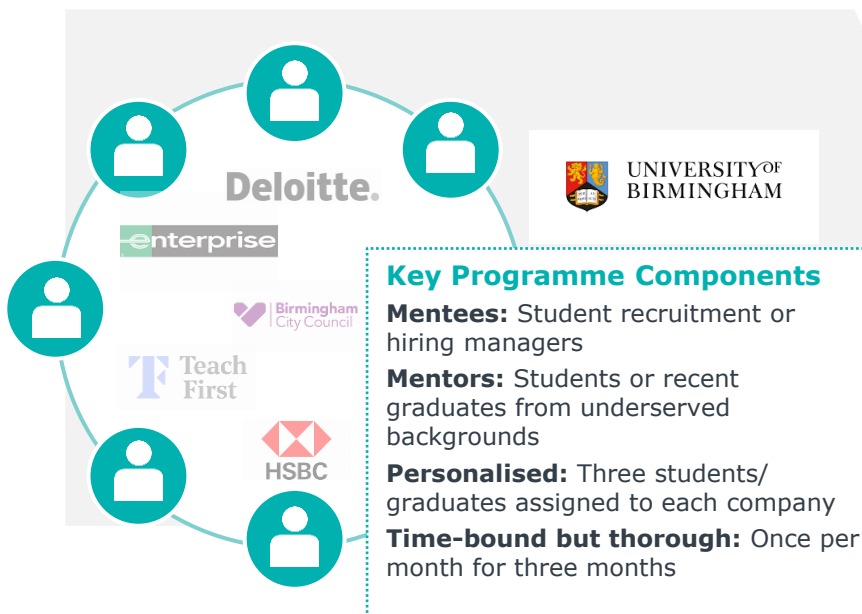 Deloitte.
enterprise
Birmingham
City Council
Teach
First
HSBC
UNIVERSITY OF
BIRMINGHAM
Key Programme Components
Mentees: Student recruitment or
hiring managers
Mentors: Students or recent
graduates from underserved
backgrounds
Personalised: Three students/
graduates assigned to each company
Time-bound but thorough: Once per
month for three months